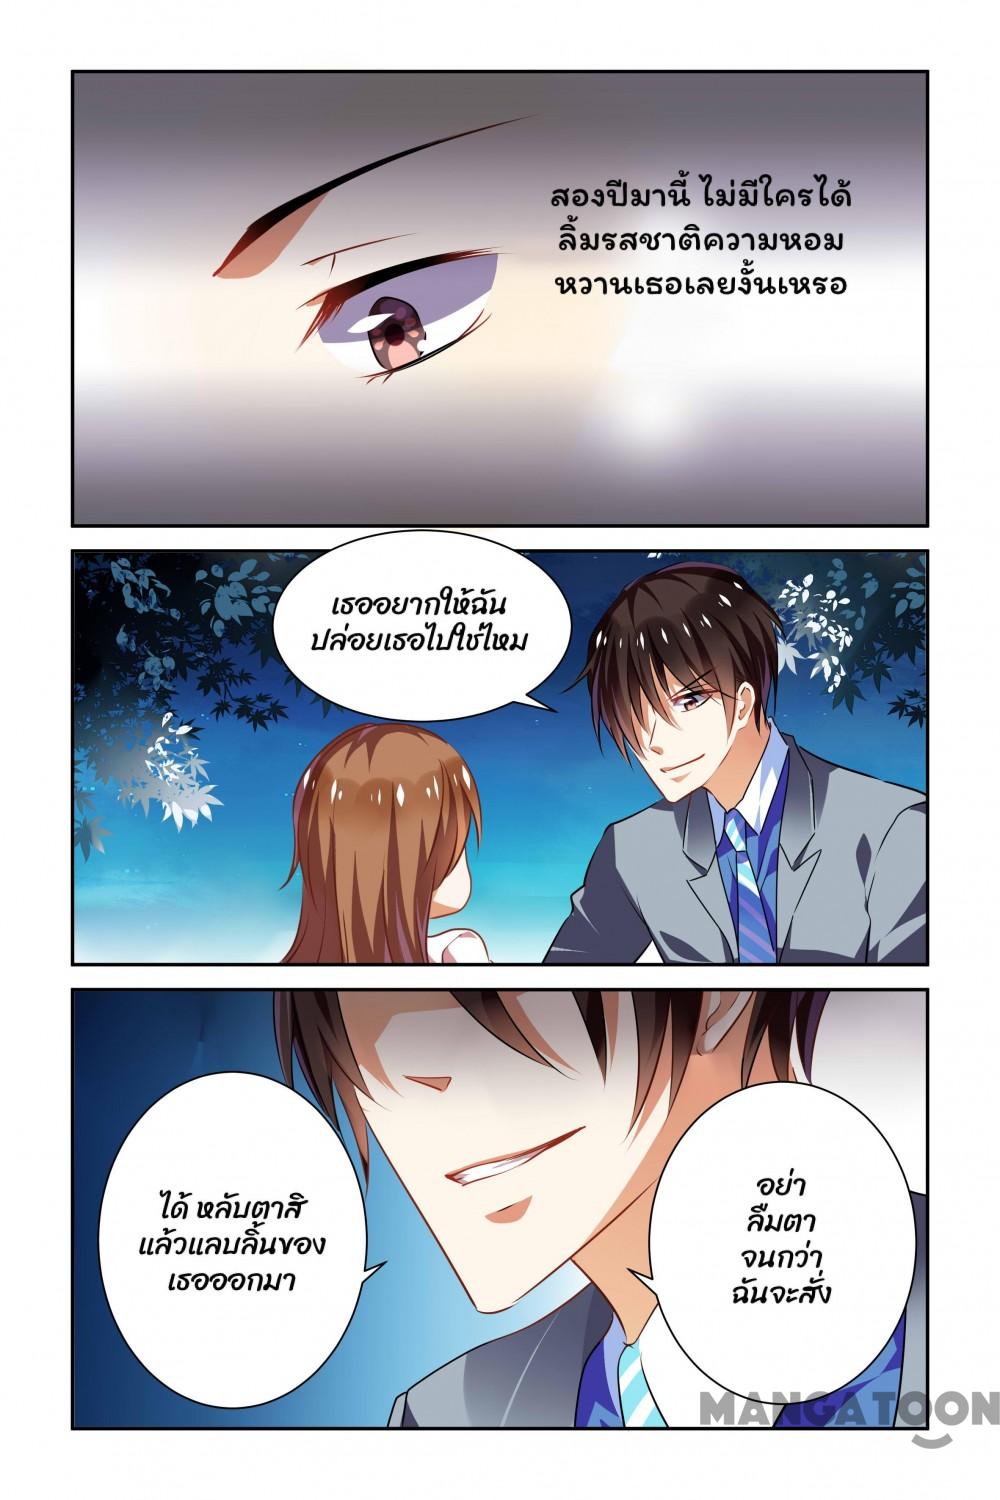 สองปีมานี้ ไม่มีใครได้
ลิ้มรสชาติความหอม
หวานเธอเลยงั้นเหรอ
เธออยากให้ฉัน
ปล่อยเธอไปใช่ไหม
ได้ หลับตาสิ
แล้วแลบลิ้นของ
เธอออกมา
อย่า
ลืมตา
จนกว่า
ฉันจะสั่ง
MANGATOON